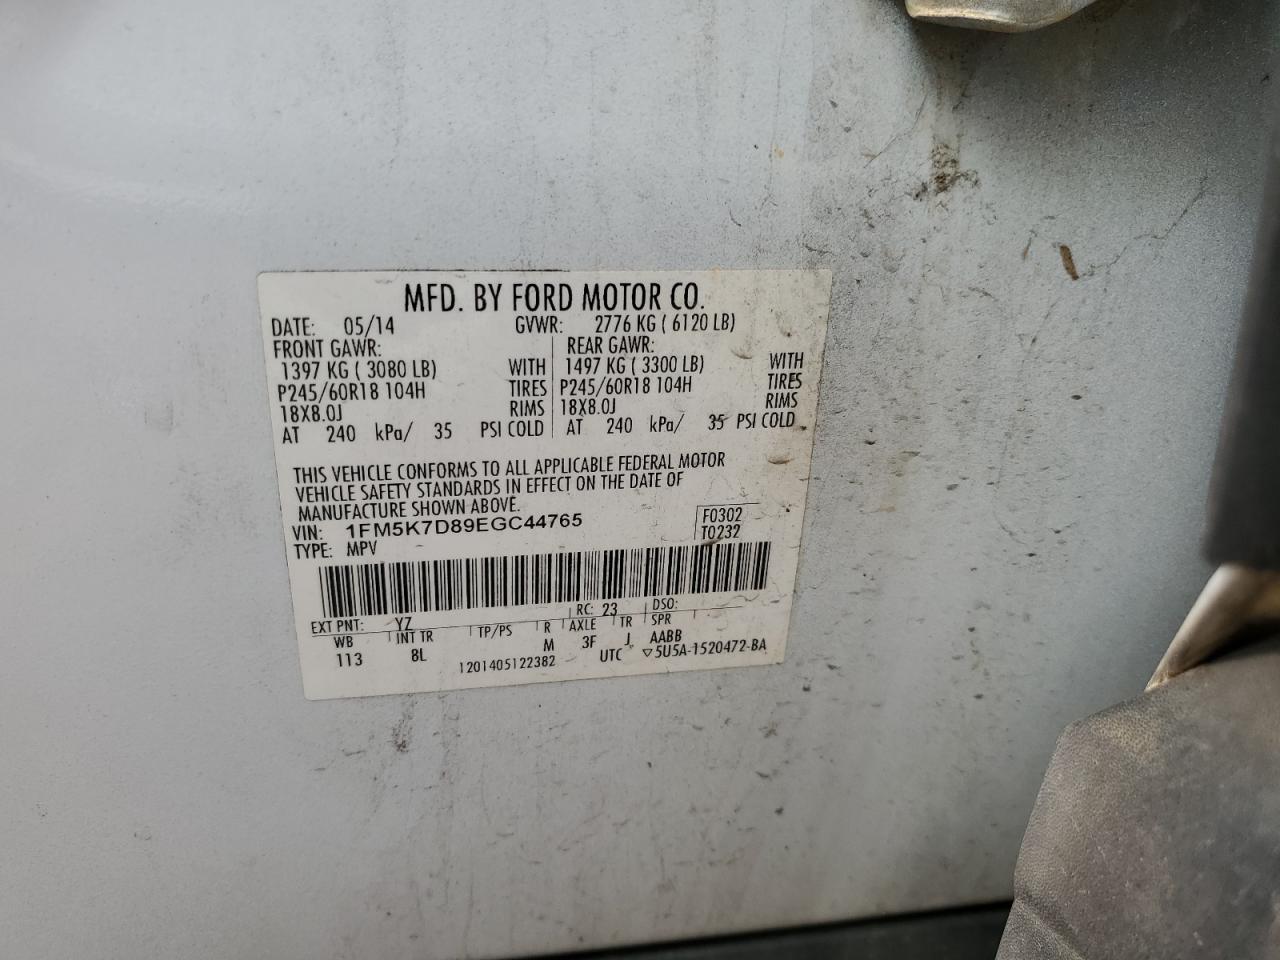 MFD. BY FORD MOTOR CO.
DATE: 05/14 GVWR: 2776 KG ( 6120 LB)
FRONT GAWR: REAR GAWR:
1397 KG ( 3080 LB) WITH 1497 KG ( 3300 LB) WITH
P245/60R18 104H TIRES P245/60R18 104H TIRES
18X8.0J RIMS 18X8.0J RIMS
AT 240 kPa/ 35 PSI COLD AT 240 kPa/ 35 PSI COLD
THIS VEHICLE CONFORMS TO ALL APPLICABLE FEDERAL MOTOR
VEHICLE SAFETY STANDARDS IN EFFECT ON THE DATE OF
MANUFACTURE SHOWN ABOVE.
VIN: 1FM5K7D89EGC44765 F0302
TYPE: MPV T0232
EXT PNT: YZ RC: 23 DSO:
WB INT TR TP/PS R AXLE TR SPR
113 8L M 3F J AABB
1201405122382 UTC ▽5U5A-1520472-BA